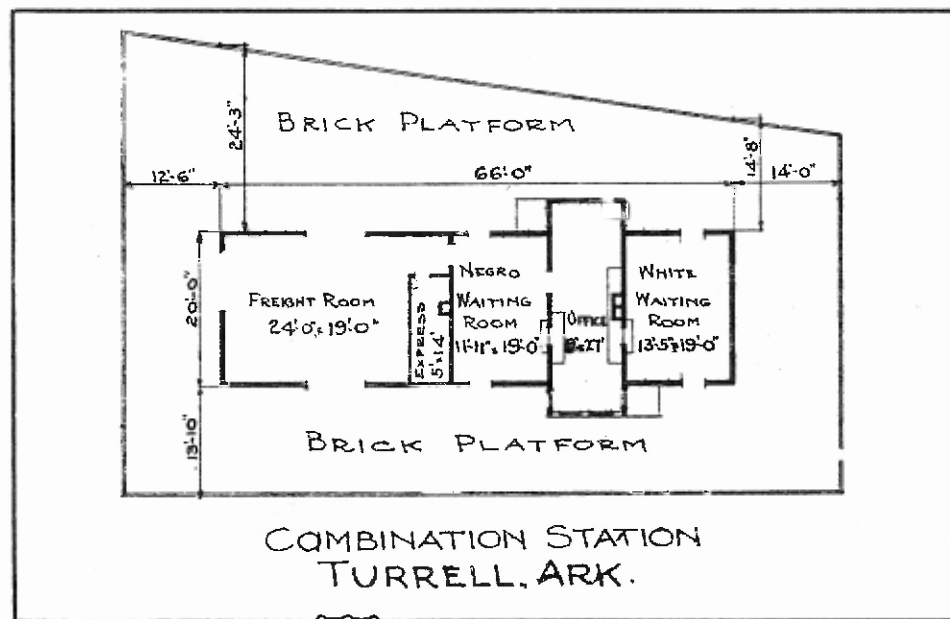 24'-3"
BRICK PLATFORM
12'-6"
66'-0"
14'-8"
14'-0"
20'-0"
FREIGHT ROOM
24'-0" x 19'-0"
EXPRESS
5' x 14'
NEGRO
WAITING
ROOM
11'-11" x 19'-0"
OFFICE
WHITE
WAITING
ROOM
13'-5" x 19'-0"
13'-10"
BRICK PLATFORM
COMBINATION STATION
TURRELL, ARK.